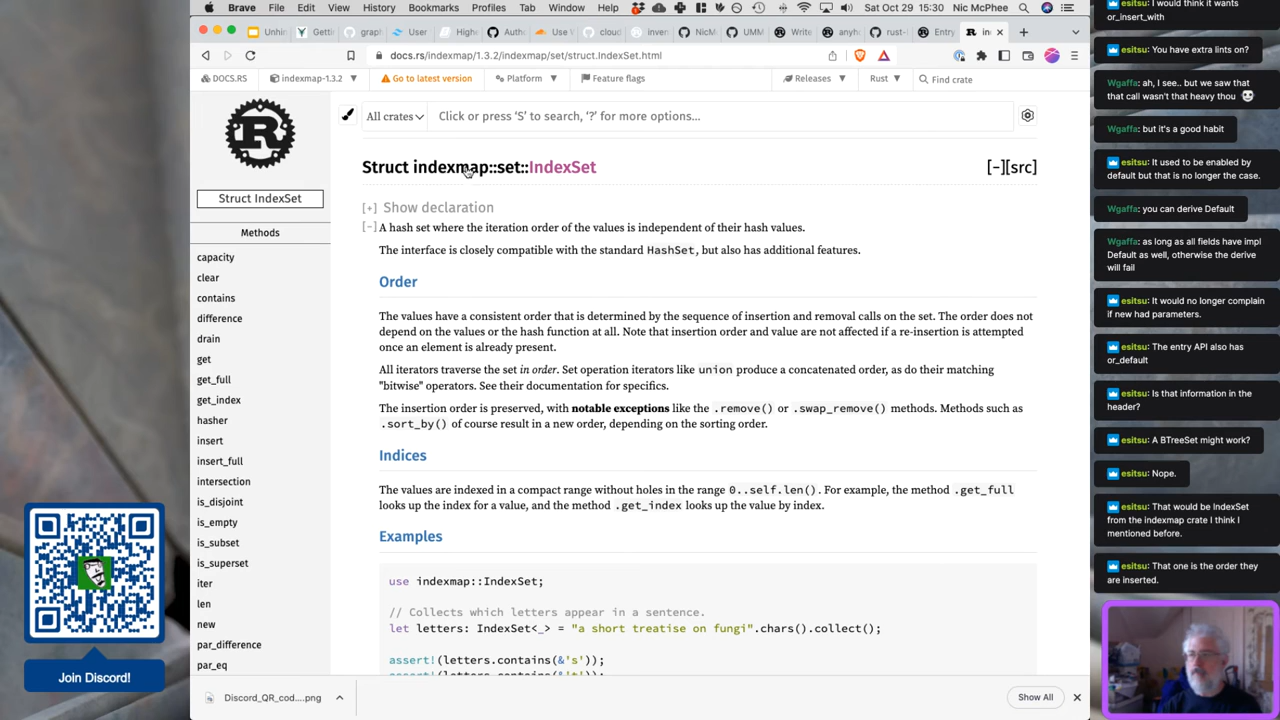 Brave File Edit View History Bookmarks Profiles Tab Window Help Sat Oct 29 15:30 Nic McPhee
Unhin Getti grap User Highe Autho Use V clou inven NicM UMM Write anyh rust- Entry in
docs.rs/indexmap/1.3.2/indexmap/set/struct.IndexSet.html
DOCS.RS indexmap-1.3.2 Go to latest version Platform Feature flags Releases Rust Find crate
All crates Click or press 'S' to search, '?' for more options…
Struct indexmap::set::IndexSet [−][src]
Struct IndexSet
Methods
capacity
clear
contains
difference
drain
get
get_full
get_index
hasher
insert
insert_full
intersection
is_disjoint
is_empty
is_subset
is_superset
iter
len
new
par_difference
par_eq
[+] Show declaration
[−] A hash set where the iteration order of the values is independent of their hash values.
The interface is closely compatible with the standard HashSet, but also has additional features.
Order
The values have a consistent order that is determined by the sequence of insertion and removal calls on the set. The order does not
depend on the values or the hash function at all. Note that insertion order and value are not affected if a re-insertion is attempted
once an element is already present.
All iterators traverse the set in order. Set operation iterators like union produce a concatenated order, as do their matching
"bitwise" operators. See their documentation for specifics.
The insertion order is preserved, with notable exceptions like the .remove() or .swap_remove() methods. Methods such as
.sort_by() of course result in a new order, depending on the sorting order.
Indices
The values are indexed in a compact range without holes in the range 0..self.len(). For example, the method .get_full
looks up the index for a value, and the method .get_index looks up the value by index.
Examples
use indexmap::IndexSet;
// Collects which letters appear in a sentence.
let letters: IndexSet<_> = "a short treatise on fungi".chars().collect();
assert!(letters.contains(&'s'));
Discord_QR_cod....png
Show All
Join Discord!
esitsu: I would think it wants
or_insert_with
esitsu: You have extra lints on?
Wgaffa: ah, I see.. but we saw that
that call wasn't that heavy thou
Wgaffa: but it's a good habit
esitsu: It used to be enabled by
default but that is no longer the case.
Wgaffa: you can derive Default
Wgaffa: as long as all fields have impl
Default as well, otherwise the derive
will fail
esitsu: It would no longer complain
if new had parameters.
esitsu: The entry API also has
or_default
esitsu: Is that information in the
header?
esitsu: A BTreeSet might work?
esitsu: Nope.
esitsu: That would be IndexSet
from the indexmap crate I think I
mentioned before.
esitsu: That one is the order they
are inserted.